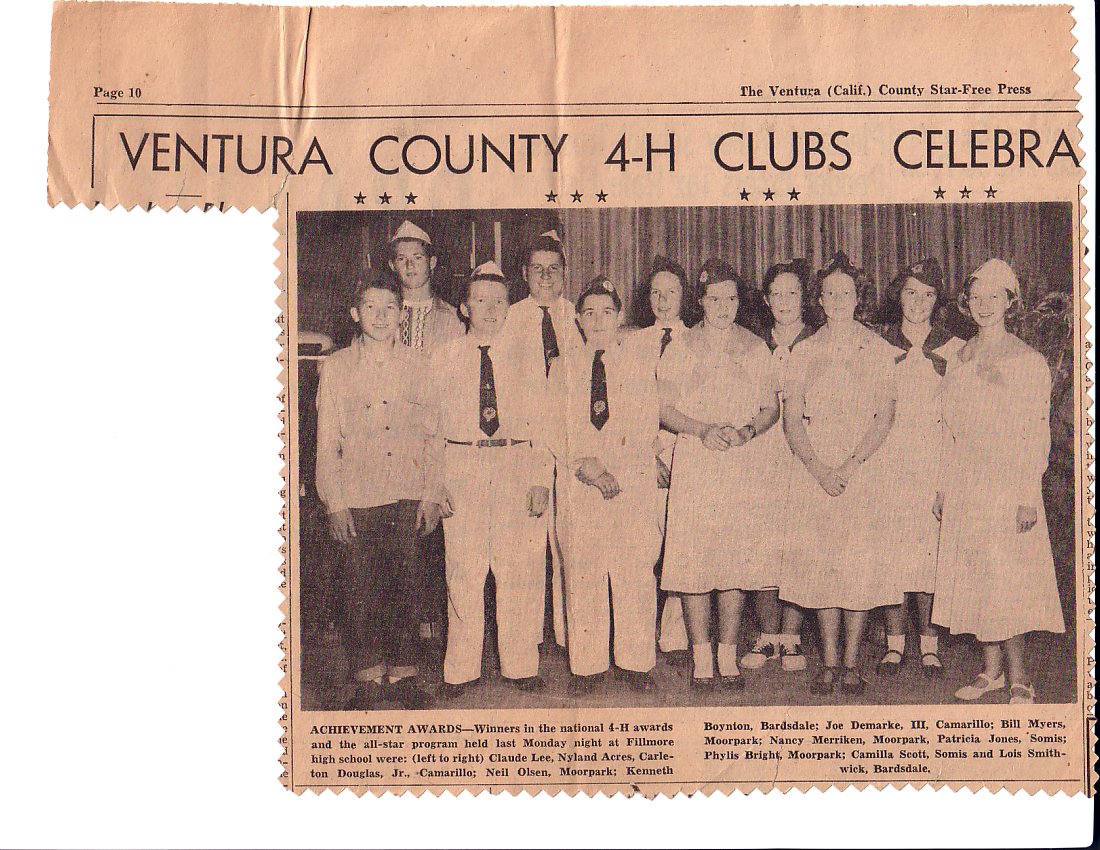 Page 10
The Ventura (Calif.) County Star-Free Press
VENTURA COUNTY 4-H CLUBS CELEBRA
ACHIEVEMENT AWARDS—Winners in the national 4-H awards
and the all-star program held last Monday night at Fillmore
high school were: (left to right) Claude Lee, Nyland Acres, Carle-
ton Douglas, Jr., Camarillo; Neil Olsen, Moorpark; Kenneth
Boynton, Bardsdale; Joe Demarke, III, Camarillo; Bill Myers,
Moorpark; Nancy Merriken, Moorpark, Patricia Jones, Somis;
Phylis Bright, Moorpark; Camilla Scott, Somis and Lois Smith-
wick, Bardsdale.